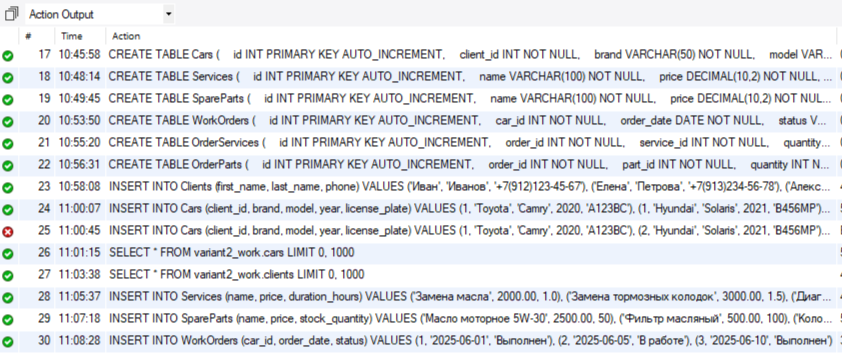 Action Output
# Time Action
17 10:45:58 CREATE TABLE Cars ( id INT PRIMARY KEY AUTO_INCREMENT, client_id INT NOT NULL, brand VARCHAR(50) NOT NULL, model VAR...
18 10:48:14 CREATE TABLE Services ( id INT PRIMARY KEY AUTO_INCREMENT, name VARCHAR(100) NOT NULL, price DECIMAL(10,2) NOT NULL, ...
19 10:49:45 CREATE TABLE SpareParts ( id INT PRIMARY KEY AUTO_INCREMENT, name VARCHAR(100) NOT NULL, price DECIMAL(10,2) NOT NUL...
20 10:53:50 CREATE TABLE WorkOrders ( id INT PRIMARY KEY AUTO_INCREMENT, car_id INT NOT NULL, order_date DATE NOT NULL, status V...
21 10:55:20 CREATE TABLE OrderServices ( id INT PRIMARY KEY AUTO_INCREMENT, order_id INT NOT NULL, service_id INT NOT NULL, quantity...
22 10:56:31 CREATE TABLE OrderParts ( id INT PRIMARY KEY AUTO_INCREMENT, order_id INT NOT NULL, part_id INT NOT NULL, quantity INT N...
23 10:58:08 INSERT INTO Clients (first_name, last_name, phone) VALUES ('Иван', 'Иванов', '+7(912)123-45-67'), ('Елена', 'Петрова', '+7(913)234-56-78'), ('Алекс...
24 11:00:07 INSERT INTO Cars (client_id, brand, model, year, license_plate) VALUES (1, 'Toyota', 'Camry', 2020, 'A123BC'), (1, 'Hyundai', 'Solaris', 2021, 'B456MP')...
25 11:00:45 INSERT INTO Cars (client_id, brand, model, year, license_plate) VALUES (1, 'Toyota', 'Camry', 2020, 'A123BC'), (2, 'Hyundai', 'Solaris', 2021, 'B456MP')...
26 11:01:15 SELECT * FROM variant2_work.cars LIMIT 0, 1000
27 11:03:38 SELECT * FROM variant2_work.clients LIMIT 0, 1000
28 11:05:37 INSERT INTO Services (name, price, duration_hours) VALUES ('Замена масла', 2000.00, 1.0), ('Замена тормозных колодок', 3000.00, 1.5), ('Диаг...
29 11:07:18 INSERT INTO SpareParts (name, price, stock_quantity) VALUES ('Масло моторное 5W-30', 2500.00, 50), ('Фильтр масляный', 500.00, 100), ('Коло...
30 11:08:28 INSERT INTO WorkOrders (car_id, order_date, status) VALUES (1, '2025-06-01', 'Выполнен'), (2, '2025-06-05', 'В работе'), (3, '2025-06-10', 'Выполнен')